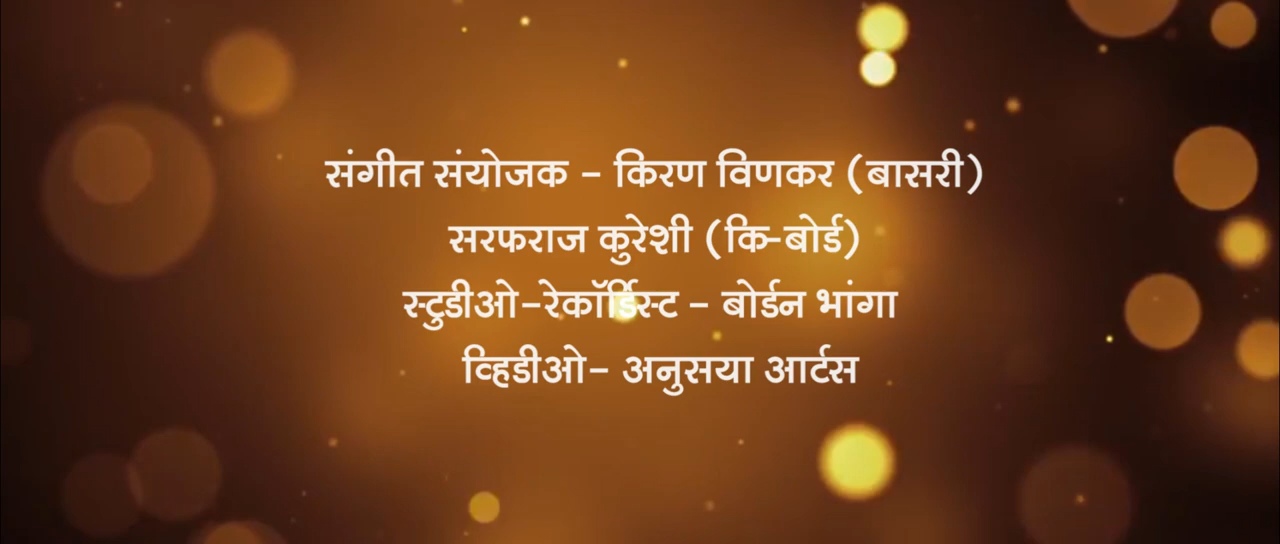 संगीत संयोजक - किरण विणकर (बासरी)
सरफराज कुरेशी (कि-बोर्ड)
स्टुडीओ-रेकॉर्डिस्ट - बोर्डन भांगा
व्हिडीओ- अनुसया आर्टस